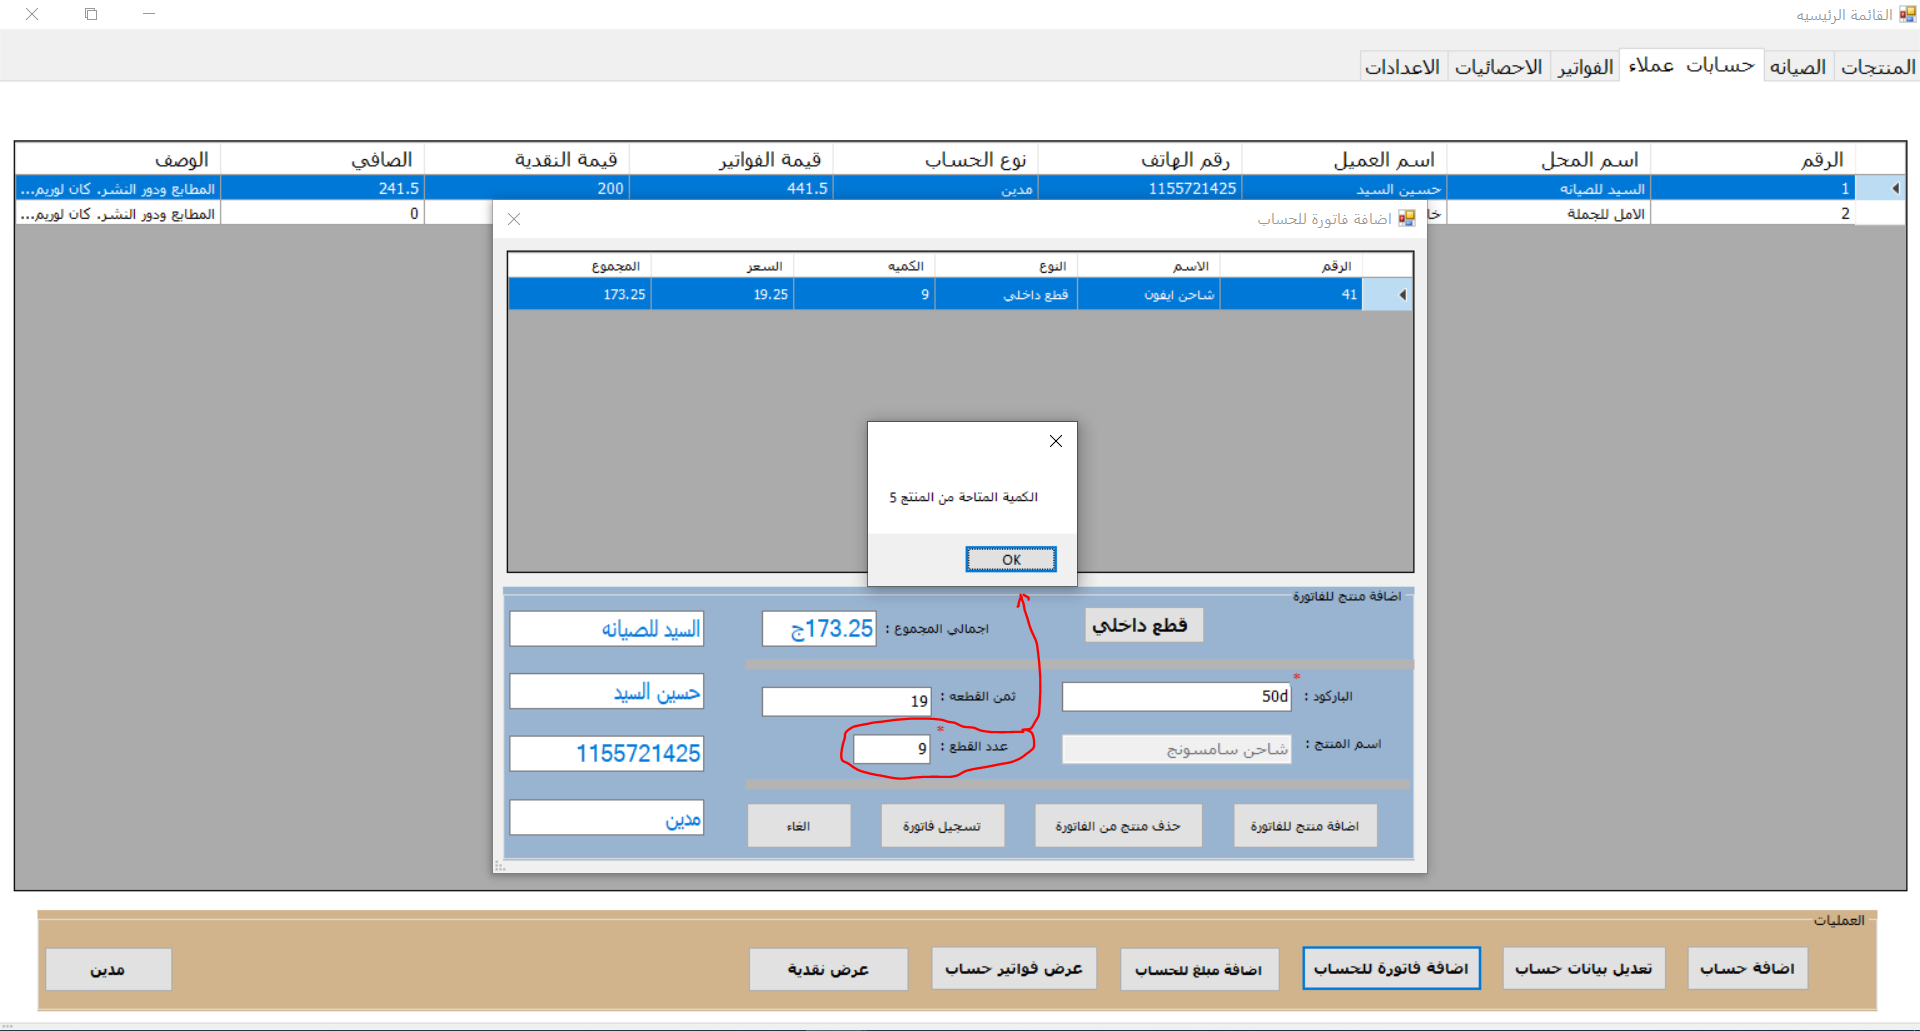 القائمة الرئيسيه
المنتجات الصيانه حسابات عملاء الفواتير الاحصائيات الاعدادات
الرقم اسم المحل اسم العميل رقم الهاتف نوع الحساب قيمة الفواتير قيمة النقدية الصافي الوصف
1 السيد للصيانه حسين السيد 1155721425 مدين 441.5 200 241.5 المطابع ودور النشر. كان لوريم...
2 الامل للجملة خا 0 المطابع ودور النشر. كان لوريم...
اضافة فاتورة للحساب
الرقم الاسم النوع الكميه السعر المجموع
41 شاحن ايفون قطع داخلي 9 19.25 173.25
الكمية المتاحة من المنتج 5
OK
اضافة منتج للفاتورة
قطع داخلي اجمالي المجموع : 173.25ج السيد للصيانه
الباركود : * 50d ثمن القطعه : 19 حسين السيد
اسم المنتج : شاحن سامسونج عدد القطع : * 9 1155721425
مدين
اضافة منتج للفاتورة حذف منتج من الفاتورة تسجيل فاتورة الغاء
العمليات
اضافة حساب تعديل بيانات حساب اضافة فاتورة للحساب اضافة مبلغ للحساب عرض فواتير حساب عرض نقدية مدين